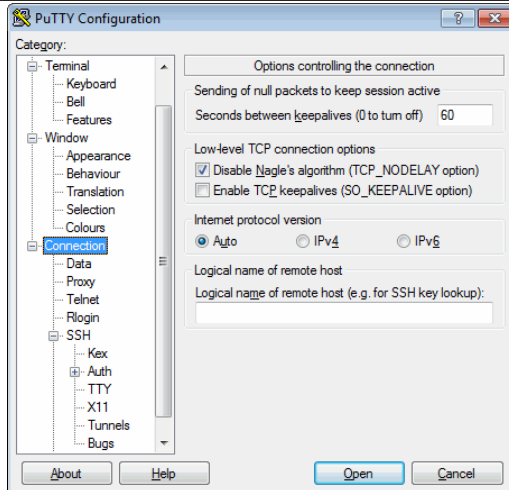 PuTTY Configuration
Category:
Terminal
Keyboard
Bell
Features
Window
Appearance
Behaviour
Translation
Selection
Colours
Connection
Data
Proxy
Telnet
Rlogin
SSH
Kex
Auth
TTY
X11
Tunnels
Bugs
Options controlling the connection
Sending of null packets to keep session active
Seconds between keepalives (0 to turn off) 60
Low-level TCP connection options
Disable Nagle's algorithm (TCP_NODELAY option)
Enable TCP keepalives (SO_KEEPALIVE option)
Internet protocol version
Auto IPv4 IPv6
Logical name of remote host
Logical name of remote host (e.g. for SSH key lookup):
About Help Open Cancel